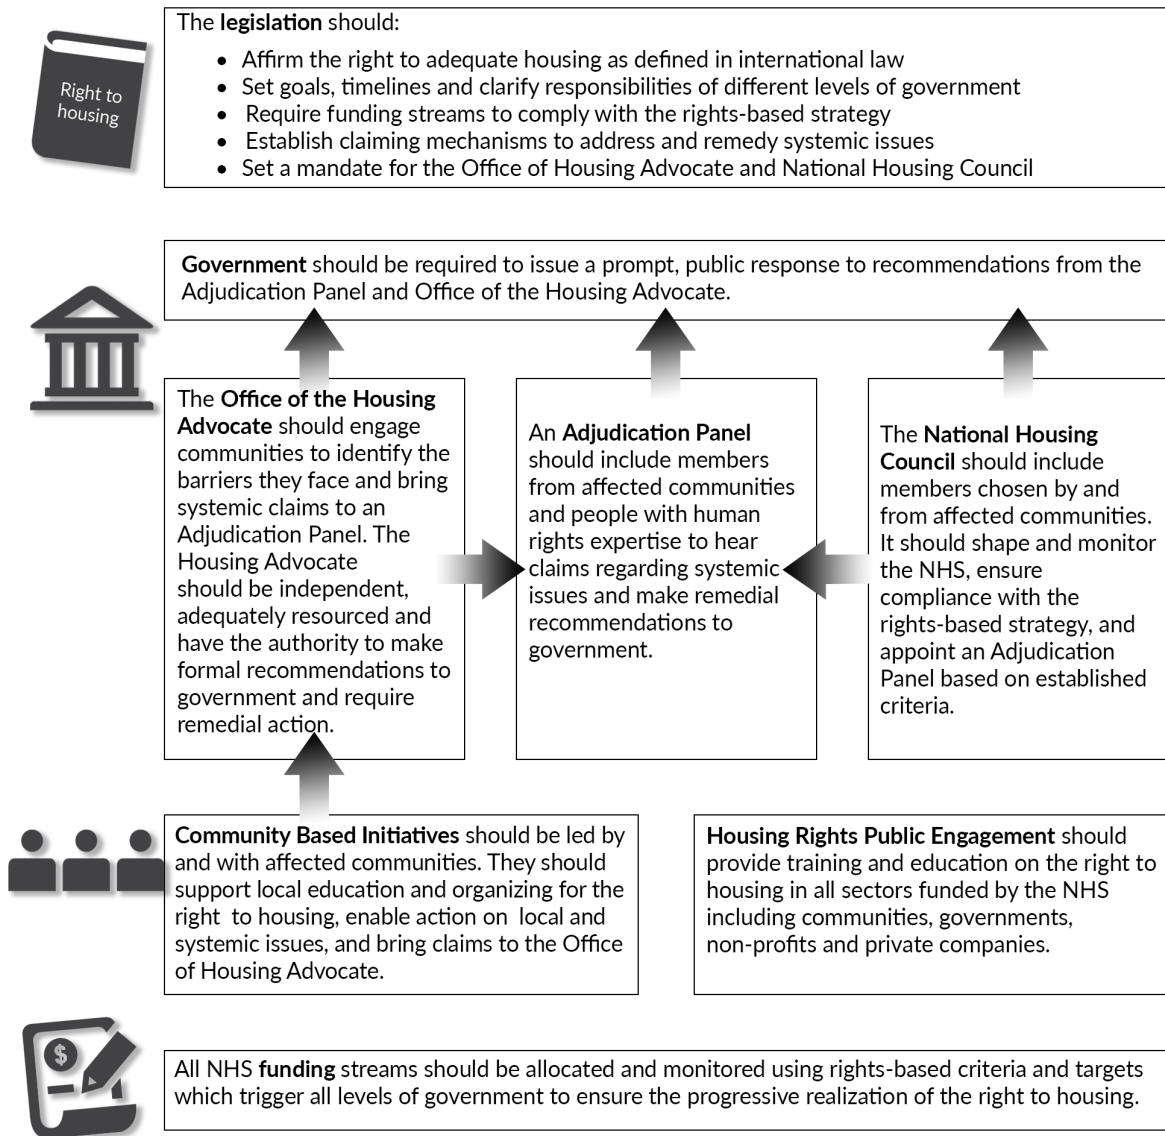 Right to
housing
The legislation should:
• Affirm the right to adequate housing as defined in international law
• Set goals, timelines and clarify responsibilities of different levels of government
• Require funding streams to comply with the rights-based strategy
• Establish claiming mechanisms to address and remedy systemic issues
• Set a mandate for the Office of Housing Advocate and National Housing Council
Government should be required to issue a prompt, public response to recommendations from the
Adjudication Panel and Office of the Housing Advocate.
The Office of the Housing
Advocate should engage
communities to identify the
barriers they face and bring
systemic claims to an
Adjudication Panel. The
Housing Advocate
should be independent,
adequately resourced and
have the authority to make
formal recommendations to
government and require
remedial action.
An Adjudication Panel
should include members
from affected communities
and people with human
rights expertise to hear
claims regarding systemic
issues and make remedial
recommendations to
government.
The National Housing
Council should include
members chosen by and
from affected communities.
It should shape and monitor
the NHS, ensure
compliance with the
rights-based strategy, and
appoint an Adjudication
Panel based on established
criteria.
Community Based Initiatives should be led by
and with affected communities. They should
support local education and organizing for the
right to housing, enable action on local and
systemic issues, and bring claims to the Office
of Housing Advocate.
Housing Rights Public Engagement should
provide training and education on the right to
housing in all sectors funded by the NHS
including communities, governments,
non-profits and private companies.
$
All NHS funding streams should be allocated and monitored using rights-based criteria and targets
which trigger all levels of government to ensure the progressive realization of the right to housing.